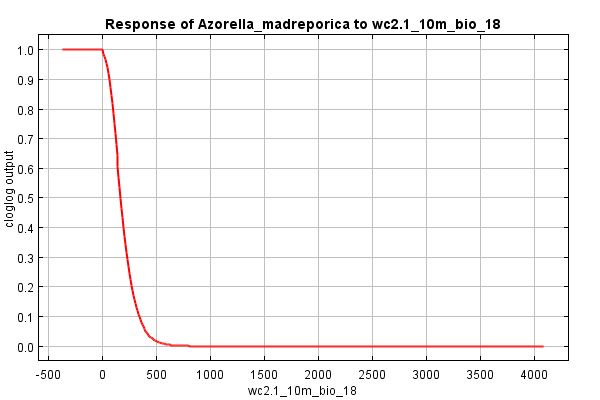 Response of Azorella_madreporica to wc2.1_10m_bio_18
cloglog output
1.0
0.9
0.8
0.7
0.6
0.5
0.4
0.3
0.2
0.1
0.0
-500 0 500 1000 1500 2000 2500 3000 3500 4000
wc2.1_10m_bio_18